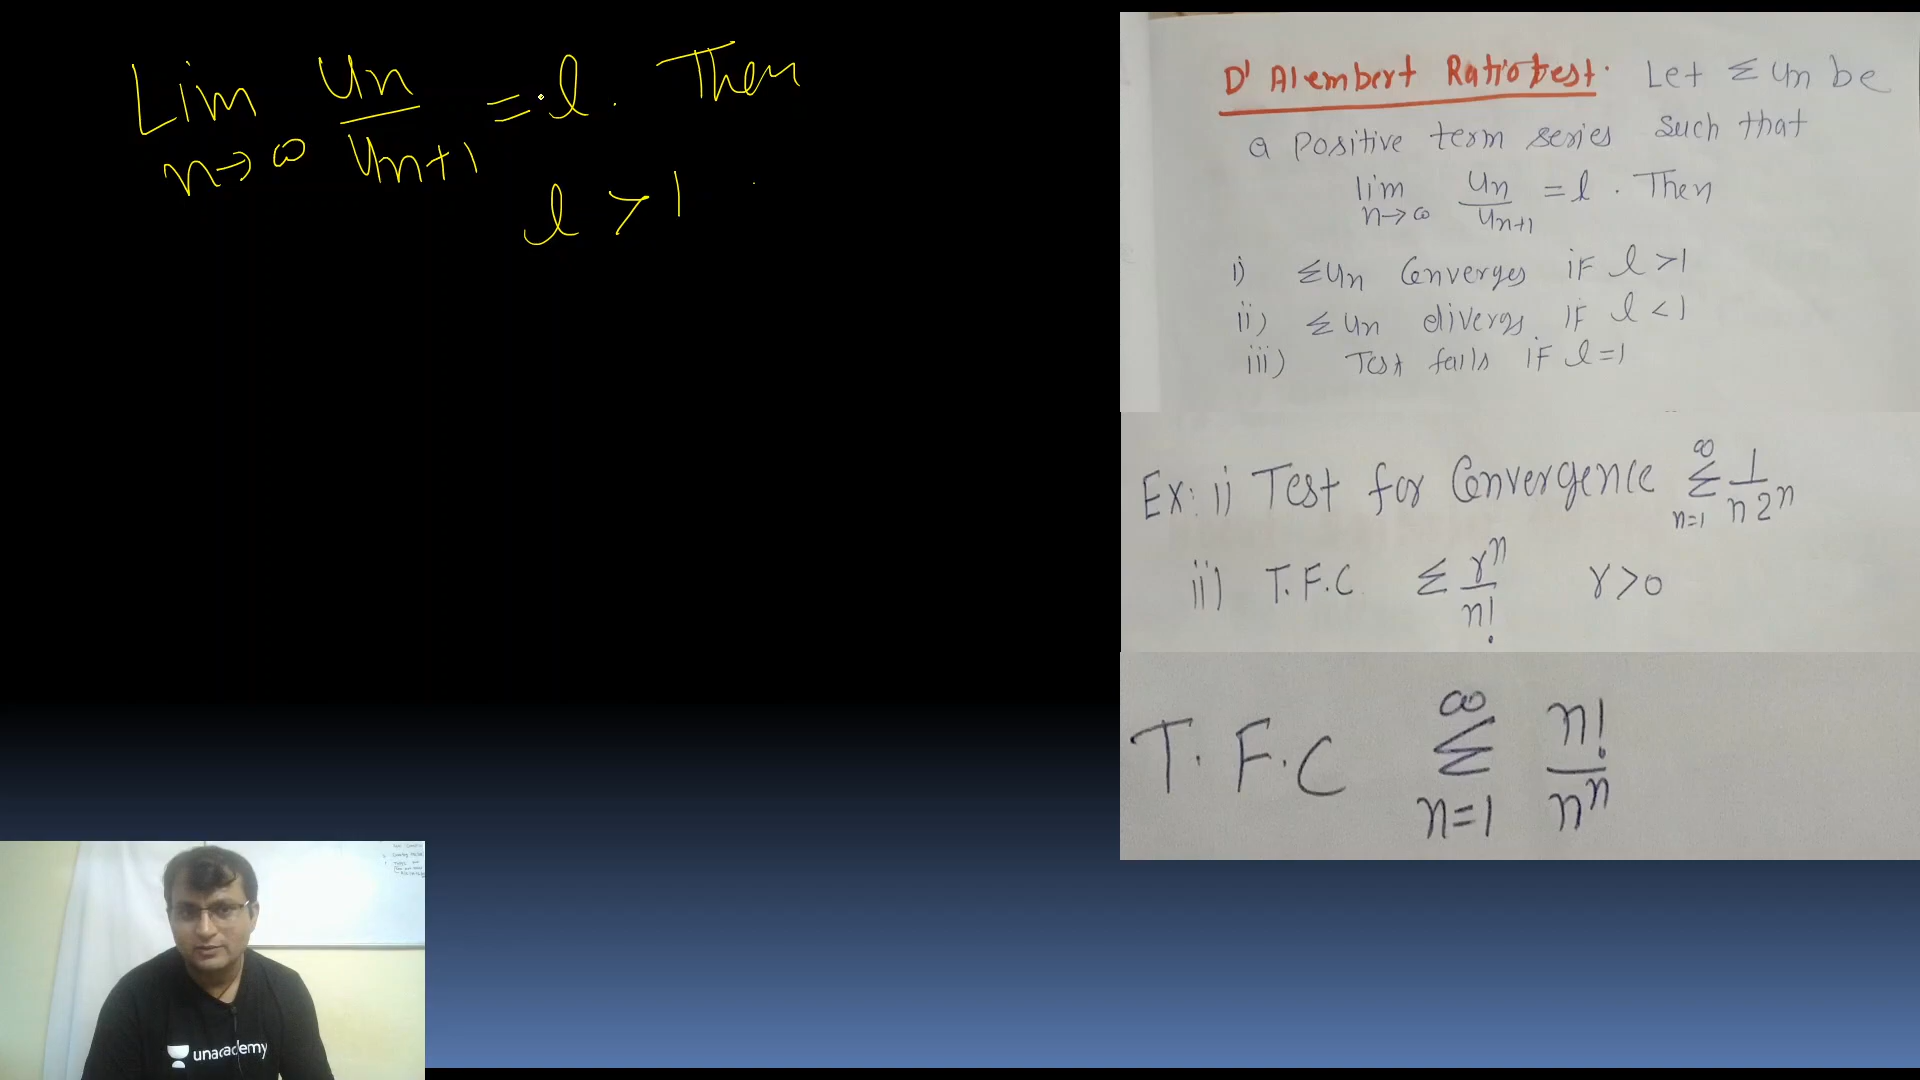 Lim un/un+1 = l. Then
n→∞
l > 1
D'Alembert Ratio test. Let Σ un be
a positive term series such that
lim un/un+1 = l. Then
n→∞
i) Σun Converges if l >1
ii) Σ un divergs if l < 1
iii) Test fails if l=1
Ex: i) Test for Convergence ∞ Σ n=1 1/n2ⁿ
ii) T.F.C Σ rⁿ/n! r>0
T.F.C ∞ Σ n=1 n!/nⁿ
unacademy